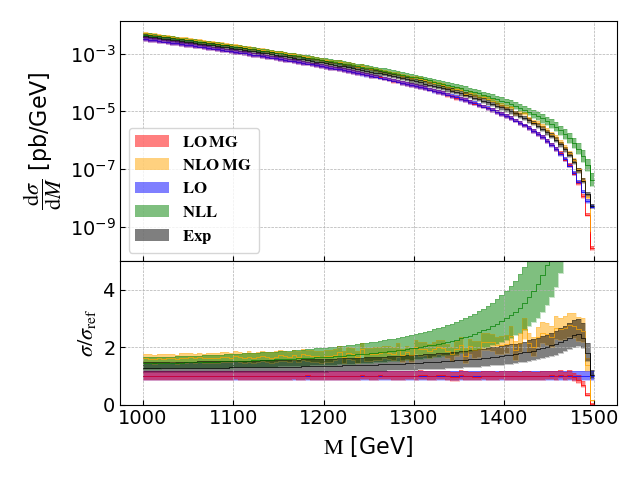 10⁻³
10⁻⁵
10⁻⁷
10⁻⁹
dσ/dM [pb/GeV]
LO MG
NLO MG
LO
NLL
Exp
4
2
0
σ/σ_ref
1000 1100 1200 1300 1400 1500
M [GeV]